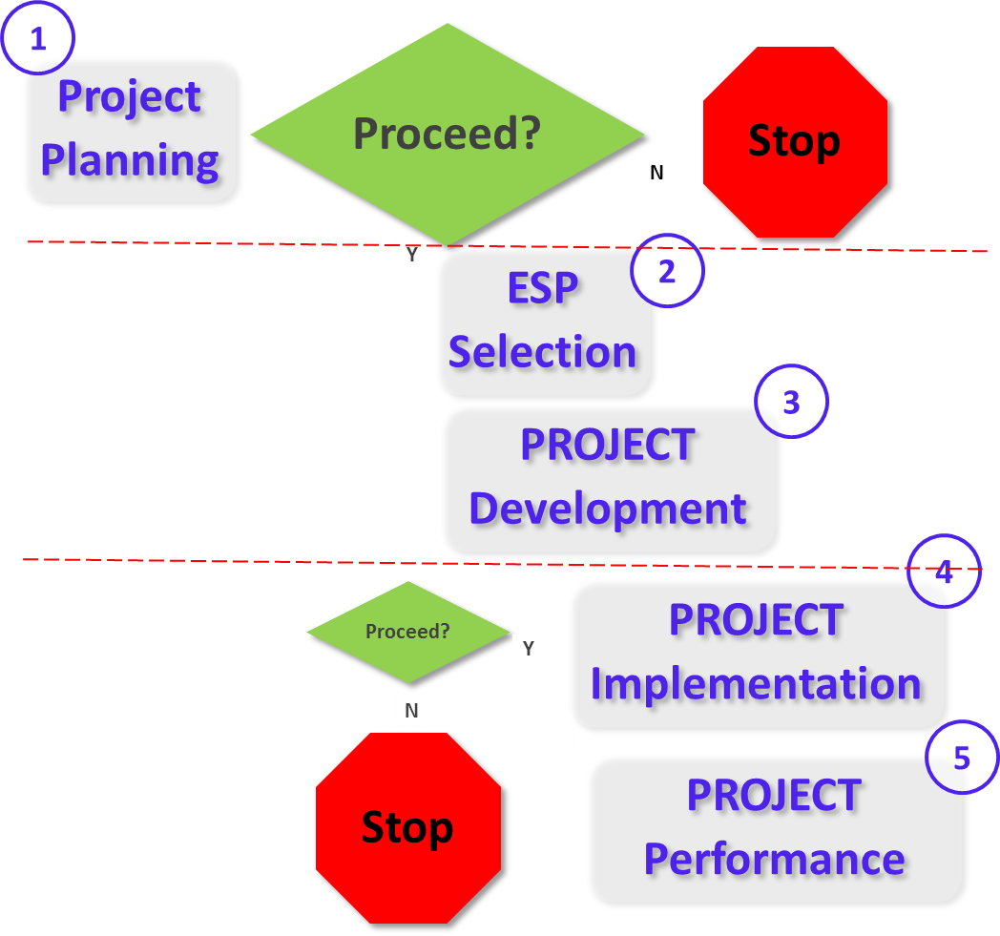 1
Project
Planning
Proceed?
N
Stop
Y
2
ESP
Selection
3
PROJECT
Development
4
Proceed?
Y
PROJECT
Implementation
N
5
Stop
PROJECT
Performance